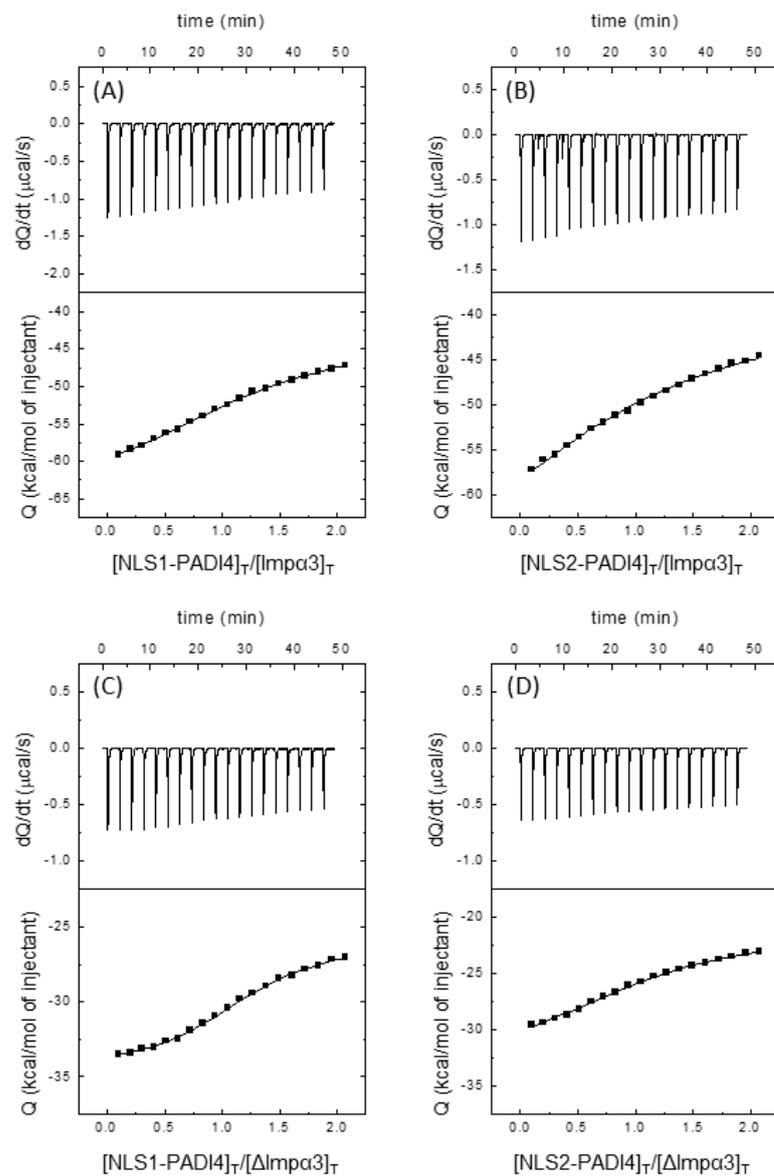 time (min)
0 10 20 30 40 50
(A)
0.5
0.0
-0.5
-1.0
-1.5
-2.0
dQ/dt (μcal/s)
-40
-45
-50
-55
-60
-65
Q (kcal/mol of injectant)
0.0 0.5 1.0 1.5 2.0
[NLS1-PADI4]T/[Impα3]T
time (min)
0 10 20 30 40 50
(B)
0.5
0.0
-0.5
-1.0
-1.5
dQ/dt (μcal/s)
-40
-45
-50
-55
-60
Q (kcal/mol of injectant)
0.0 0.5 1.0 1.5 2.0
[NLS2-PADI4]T/[Impα3]T
time (min)
0 10 20 30 40 50
(C)
0.5
0.0
-0.5
-1.0
dQ/dt (μcal/s)
-25
-30
-35
Q (kcal/mol of injectant)
0.0 0.5 1.0 1.5 2.0
[NLS1-PADI4]T/[ΔImpα3]T
time (min)
0 10 20 30 40 50
(D)
0.5
0.0
-0.5
-1.0
dQ/dt (μcal/s)
-20
-25
-30
-35
Q (kcal/mol of injectant)
0.0 0.5 1.0 1.5 2.0
[NLS2-PADI4]T/[ΔImpα3]T